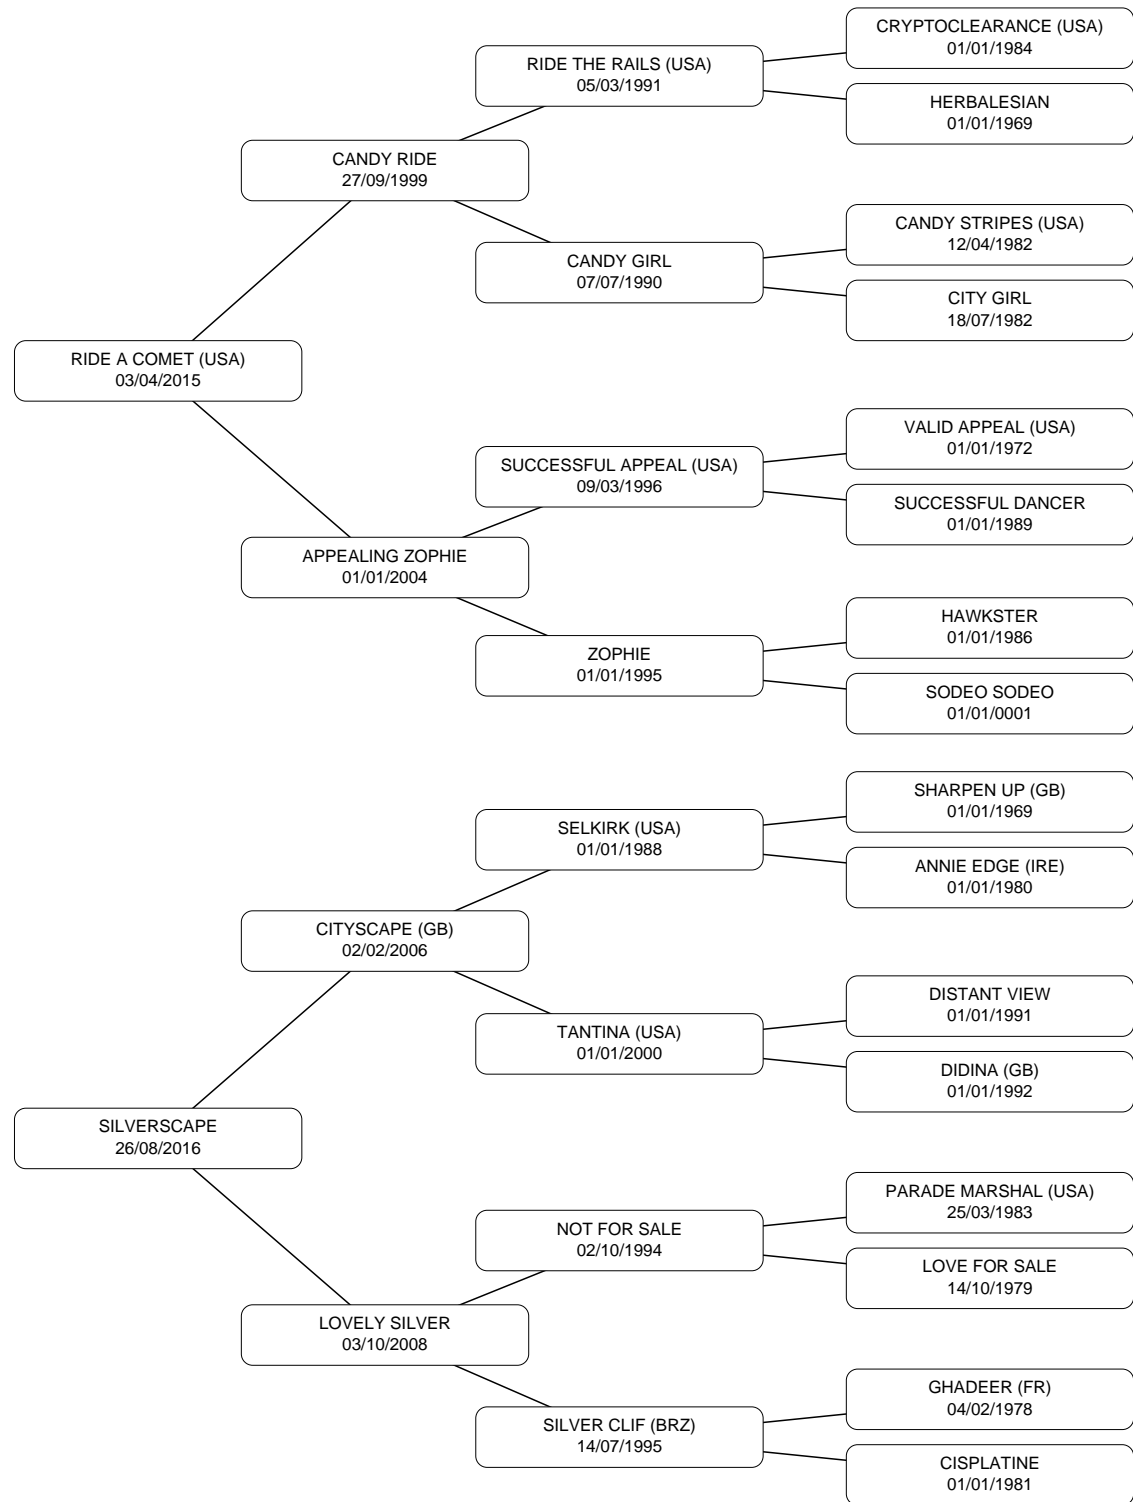 CRYPTOCLEARANCE (USA)
01/01/1984
RIDE THE RAILS (USA)
05/03/1991
HERBALESIAN
01/01/1969
CANDY RIDE
27/09/1999
CANDY STRIPES (USA)
12/04/1982
CANDY GIRL
07/07/1990
CITY GIRL
18/07/1982
RIDE A COMET (USA)
03/04/2015
VALID APPEAL (USA)
01/01/1972
SUCCESSFUL APPEAL (USA)
09/03/1996
SUCCESSFUL DANCER
01/01/1989
APPEALING ZOPHIE
01/01/2004
HAWKSTER
01/01/1986
ZOPHIE
01/01/1995
SODEO SODEO
01/01/0001
SHARPEN UP (GB)
01/01/1969
SELKIRK (USA)
01/01/1988
ANNIE EDGE (IRE)
01/01/1980
CITYSCAPE (GB)
02/02/2006
DISTANT VIEW
01/01/1991
TANTINA (USA)
01/01/2000
DIDINA (GB)
01/01/1992
SILVERSCAPE
26/08/2016
PARADE MARSHAL (USA)
25/03/1983
NOT FOR SALE
02/10/1994
LOVE FOR SALE
14/10/1979
LOVELY SILVER
03/10/2008
GHADEER (FR)
04/02/1978
SILVER CLIF (BRZ)
14/07/1995
CISPLATINE
01/01/1981